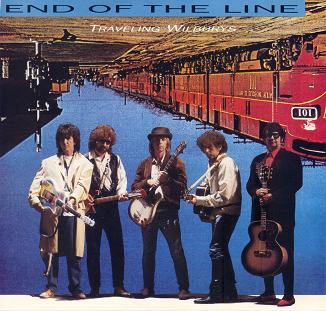 END OF THE LINE
TRAVELING WILBURYS
101